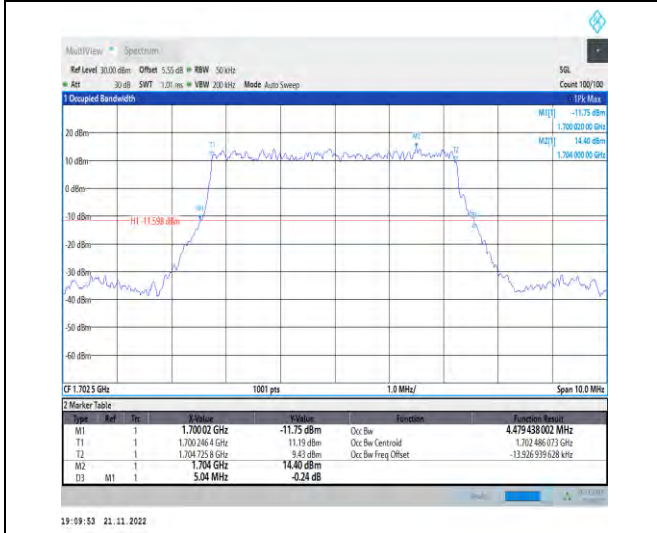 MultiView Spectrum
Ref Level 30.00 dBm Offset 5.55 dB RBW 50 kHz SGL
Att 30 dB SWT 1.01 ms VBW 200 kHz Mode Auto Sweep Count 100/100
1 Occupied Bandwidth 1Pk Max
M1[1] -11.75 dBm
1.700 020 00 GHz
M2[1] 14.40 dBm
1.704 000 00 GHz
20 dBm
T1 M2 T2
10 dBm
0 dBm
-10 dBm
H1 -11.598 dBm
-20 dBm
-30 dBm
-40 dBm
-50 dBm
-60 dBm
CF 1.702 5 GHz 1001 pts 1.0 MHz/ Span 10.0 MHz
2 Marker Table
Type Ref Trc X-Value Y-Value Function Function Result
M1 1 1.700 02 GHz -11.75 dBm Occ Bw 4.479 438 002 MHz
T1 1 1.700 246 4 GHz 11.19 dBm Occ Bw Centroid 1.702 486 073 GHz
T2 1 1.704 725 8 GHz 9.43 dBm Occ Bw Freq Offset -13.926 939 628 kHz
M2 1 1.704 GHz 14.40 dBm
D3 M1 1 5.04 MHz -0.24 dB
19:09:53 21.11.2022